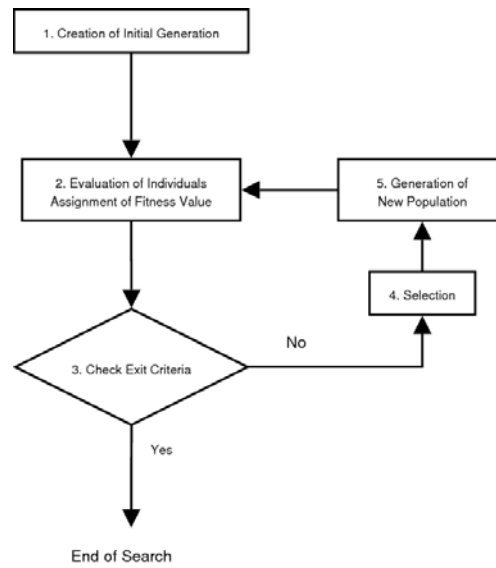 1. Creation of Initial Generation
2. Evaluation of Individuals
Assignment of Fitness Value
5. Generation of
New Population
4. Selection
No
3. Check Exit Criteria
Yes
End of Search